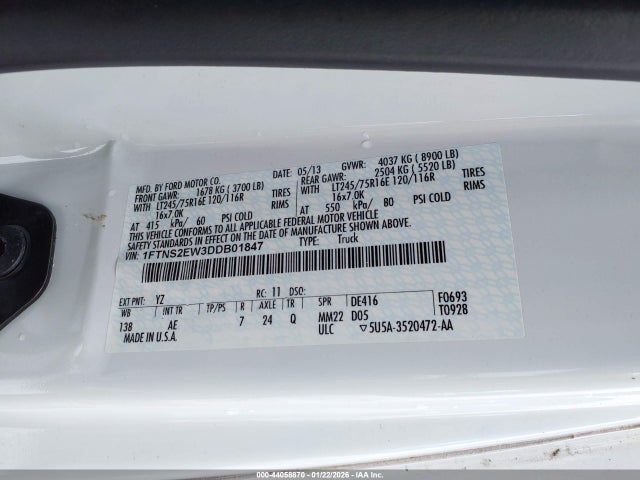 MFD. BY FORD MOTOR CO. DATE: 05/13 GVWR: 4037 KG ( 8900 LB)
FRONT GAWR: 1678 KG ( 3700 LB) REAR GAWR: 2504 KG ( 5520 LB)
WITH LT245/75R16E 120/116R TIRES WITH LT245/75R16E 120/116R TIRES
16x7.0K RIMS 16x7.0K RIMS
AT 415 kPa/ 60 PSI COLD AT 550 kPa/ 80 PSI COLD
THIS VEHICLE CONFORMS TO ALL APPLICABLE FEDERAL MOTOR VEHICLE
SAFETY STANDARDS IN EFFECT ON THE DATE OF MANUFACTURE SHOWN ABOVE.
VIN: 1FTNS2EW3DDB01847 TYPE: Truck
EXT PNT: YZ RC: 11 DSO: F0693
WB INT TR TP/PS R AXLE TR SPR DE416 T0928
138 AE 7 24 Q MM22 D05
MADE IN U.S.A. ULC ▽5U5A-3520472-AA
000-44058870 01/22/2026 IAA Inc.